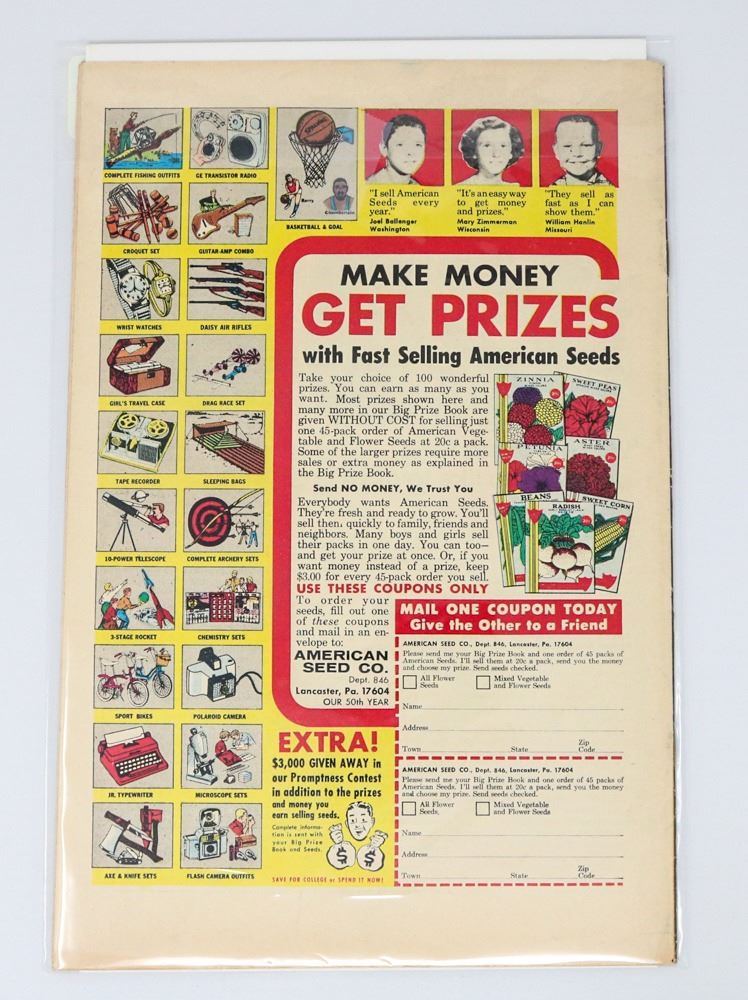 COMPLETE FISHING OUTFITS
GE TRANSISTOR RADIO
SPALDING
Barry
Chamberlain
BASKETBALL & GOAL
"I sell American
Seeds every
year."
Joel Ballenger
Washington
"It's an easy way
to get money
and prizes."
Mary Zimmerman
Wisconsin
"They sell as
fast as I can
show them."
William Hanlin
Missouri
CROQUET SET
GUITAR-AMP COMBO
WRIST WATCHES
DAISY AIR RIFLES
GIRL'S TRAVEL CASE
DRAG RACE SET
TAPE RECORDER
SLEEPING BAGS
10-POWER TELESCOPE
COMPLETE ARCHERY SETS
3-STAGE ROCKET
CHEMISTRY SETS
SPORT BIKES
POLAROID CAMERA
JR. TYPEWRITER
MICROSCOPE SETS
AXE & KNIFE SETS
FLASH CAMERA OUTFITS
MAKE MONEY
GET PRIZES
with Fast Selling American Seeds
Take your choice of 100 wonderful
prizes. You can earn as many as you
want. Most prizes shown here and
many more in our Big Prize Book are
given WITHOUT COST for selling just
one 45-pack order of American Vege-
table and Flower Seeds at 20c a pack.
Some of the larger prizes require more
sales or extra money as explained in
the Big Prize Book.
Send NO MONEY, We Trust You
Everybody wants American Seeds.
They're fresh and ready to grow. You'll
sell them quickly to family, friends and
neighbors. Many boys and girls sell
their packs in one day. You can too—
and get your prize at once. Or, if you
want money instead of a prize, keep
$3.00 for every 45-pack order you sell.
ZINNIA
SWEET PEAS
PETUNIA
ASTER
BEANS
RADISH
SWEET CORN
USE THESE COUPONS ONLY
To order your
seeds, fill out one
of these coupons
and mail in an en-
velope to:
AMERICAN
SEED CO.
Dept. 846
Lancaster, Pa. 17604
OUR 50th YEAR
EXTRA!
$3,000 GIVEN AWAY in
our Promptness Contest
in addition to the prizes
and money you
earn selling seeds.
Complete informa-
tion is sent with
your Big Prize
Book and Seeds.
$ $
SAVE FOR COLLEGE or SPEND IT NOW!
MAIL ONE COUPON TODAY
Give the Other to a Friend
AMERICAN SEED CO., Dept. 846, Lancaster, Pa. 17604
Please send me your Big Prize Book and one order of 45 packs of
American Seeds. I'll sell them at 20c a pack, send you the money
and choose my prize. Send seeds checked.
All Flower
Seeds
Mixed Vegetable
and Flower Seeds
Name
Address
Town State Zip Code
AMERICAN SEED CO., Dept. 846, Lancaster, Pa. 17604
Please send me your Big Prize Book and one order of 45 packs of
American Seeds. I'll sell them at 20c a pack, send you the money
and choose my prize. Send seeds checked.
All Flower
Seeds
Mixed Vegetable
and Flower Seeds
Name
Address
Town State Zip Code